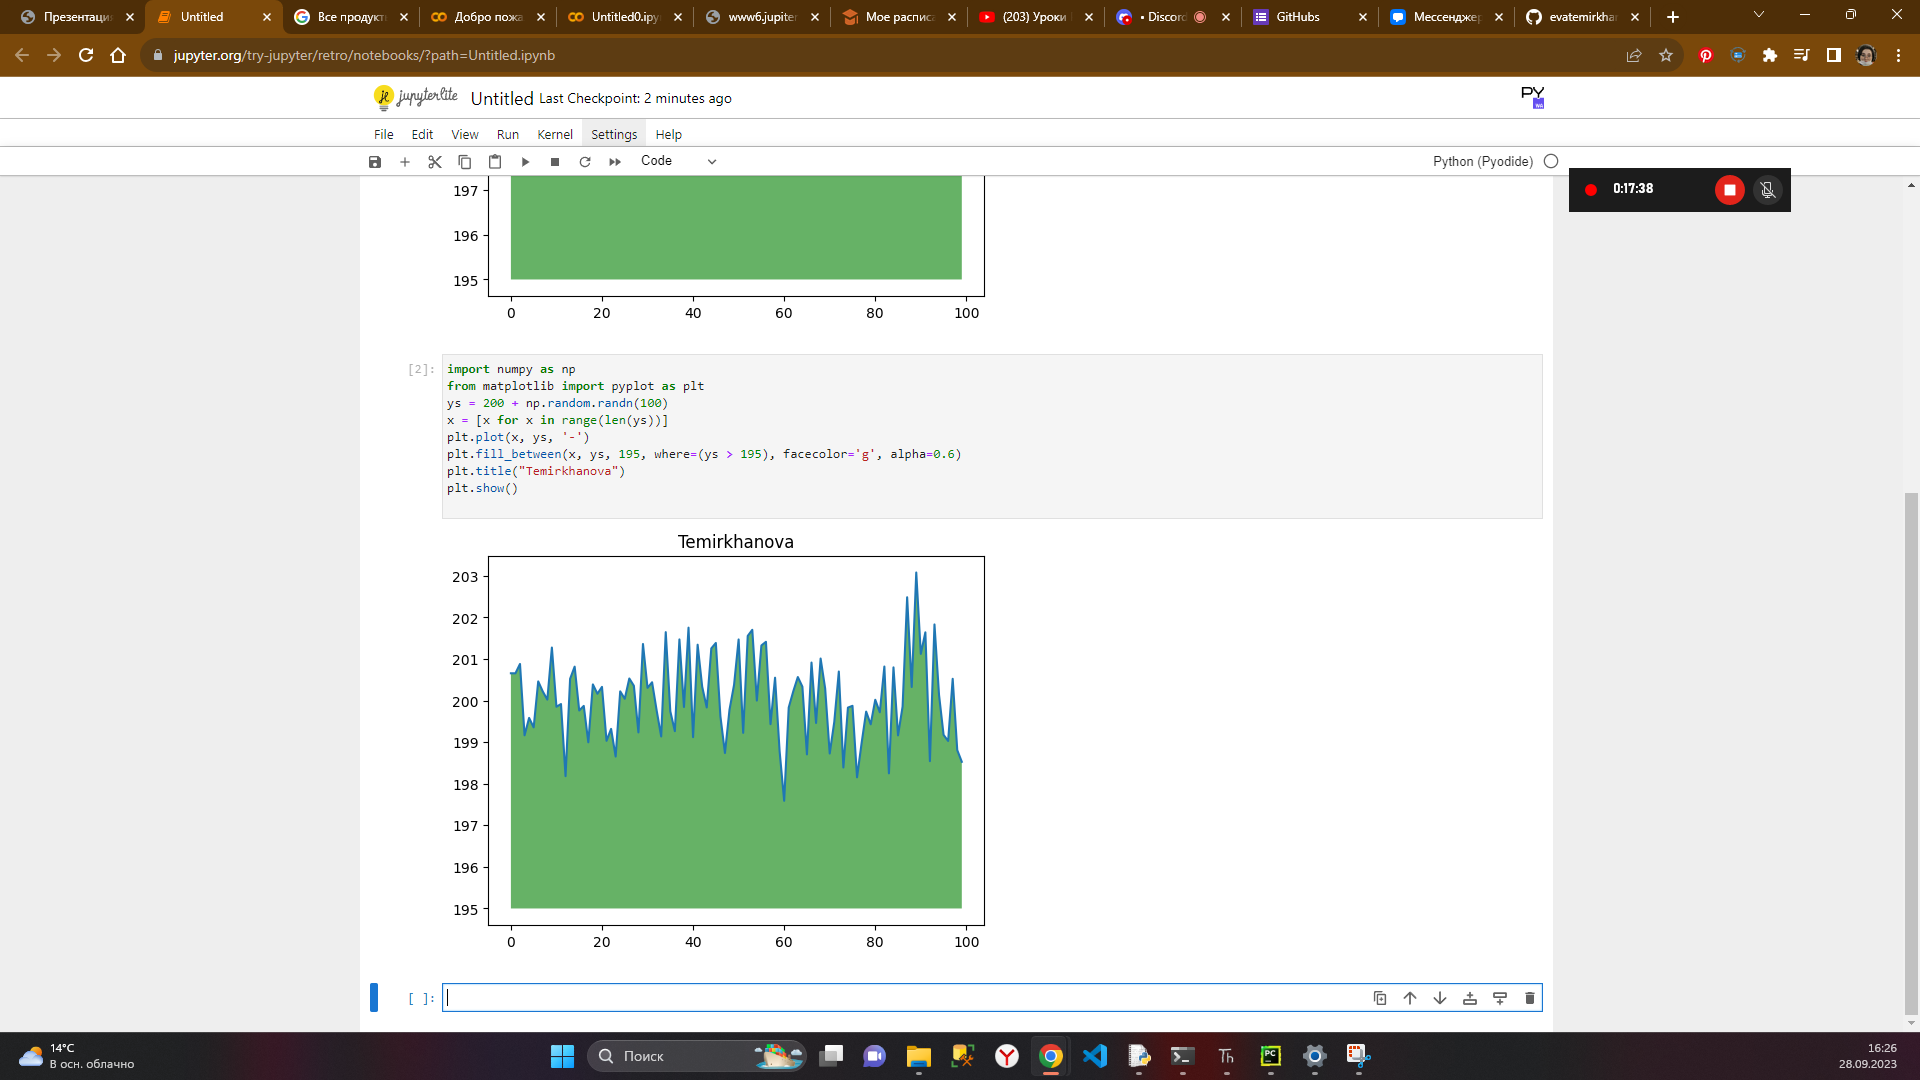 Презентация
Untitled
Все продукт
Добро пожа
Untitled0.ipy
www6.jupiter
Мое расписа
(203) Уроки
• Discord
GitHubs
Мессенджер
evatemirkhan
jupyter.org/try-jupyter/retro/notebooks/?path=Untitled.ipynb
jupyterlite Untitled Last Checkpoint: 2 minutes ago
PY
File Edit View Run Kernel Settings Help
Code
Python (Pyodide)
0:17:38
197
196
195
0 20 40 60 80 100
[2]:
import numpy as np
from matplotlib import pyplot as plt
ys = 200 + np.random.randn(100)
x = [x for x in range(len(ys))]
plt.plot(x, ys, '-')
plt.fill_between(x, ys, 195, where=(ys > 195), facecolor='g', alpha=0.6)
plt.title("Temirkhanova")
plt.show()
Temirkhanova
203
202
201
200
199
198
197
196
195
0 20 40 60 80 100
[ ]:
14°C
В осн. облачно
Поиск
Th
PC
16:26
28.09.2023